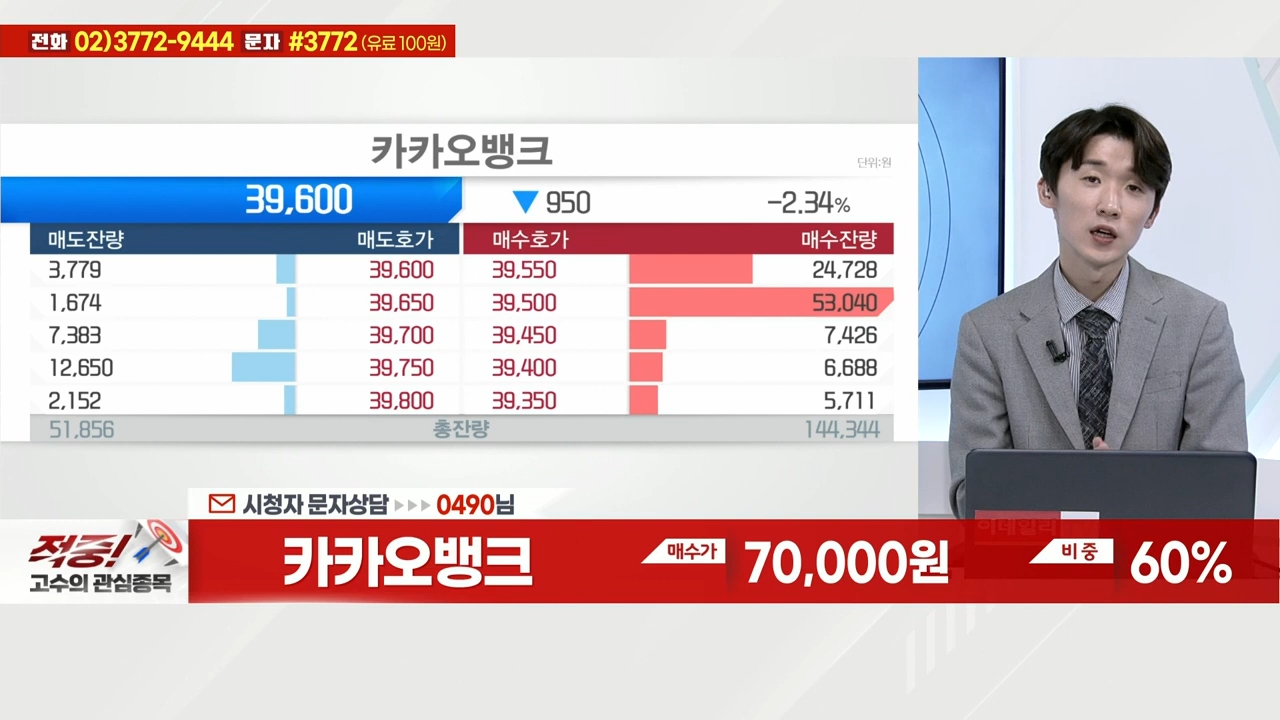 전화 02)3772-9444 문자 #3772 (유료 100원)
카카오뱅크
단위:원
39,600 ▼ 950 -2.34%
매도잔량 매도호가 매수호가 매수잔량
3,779 39,600 39,550 24,728
1,674 39,650 39,500 53,040
7,383 39,700 39,450 7,426
12,650 39,750 39,400 6,688
2,152 39,800 39,350 5,711
51,856 총잔량 144,344
시청자 문자상담 ▶▶▶ 0490님
적중!
고수의 관심종목
카카오뱅크 매수가 70,000원 비중 60%
이데일리